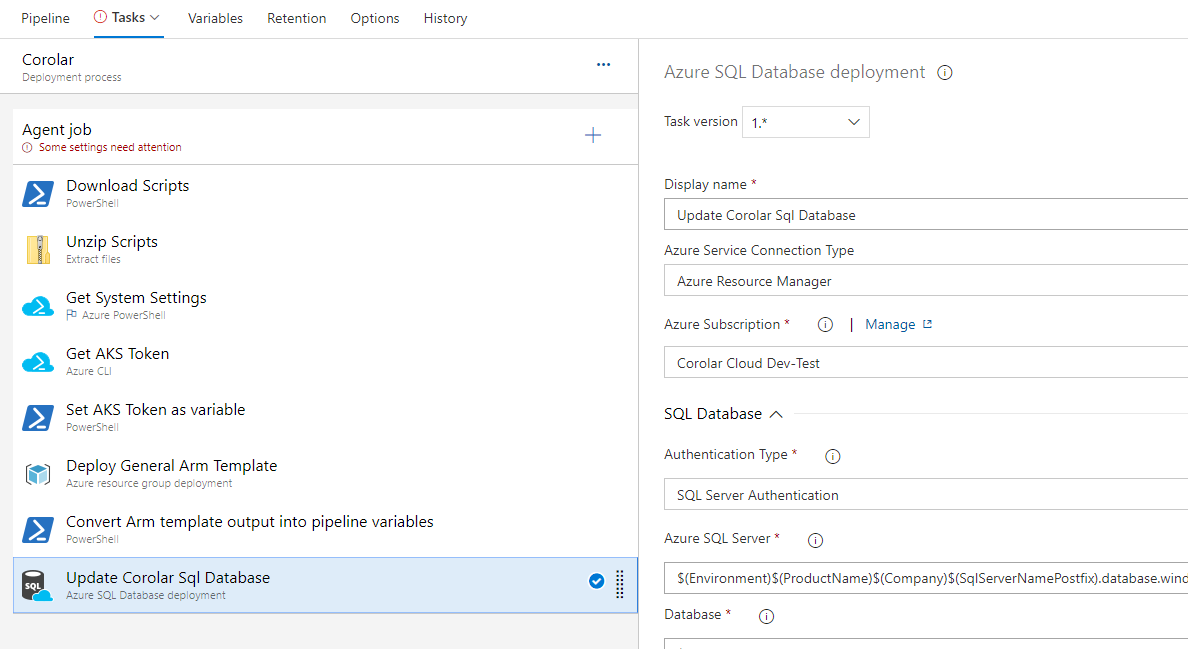 Pipeline
Tasks
Variables
Retention
Options
History
Corolar
Deployment process
Agent job
Some settings need attention
Download Scripts
PowerShell
Unzip Scripts
Extract files
Get System Settings
Azure PowerShell
Get AKS Token
Azure CLI
Set AKS Token as variable
PowerShell
Deploy General Arm Template
Azure resource group deployment
Convert Arm template output into pipeline variables
PowerShell
SQL
Update Corolar Sql Database
Azure SQL Database deployment
Azure SQL Database deployment
Task version 1.*
Display name *
Update Corolar Sql Database
Azure Service Connection Type
Azure Resource Manager
Azure Subscription * | Manage
Corolar Cloud Dev-Test
SQL Database
Authentication Type *
SQL Server Authentication
Azure SQL Server *
$(Environment)$(ProductName)$(Company)$(SqlServerNamePostfix).database.wind
Database *